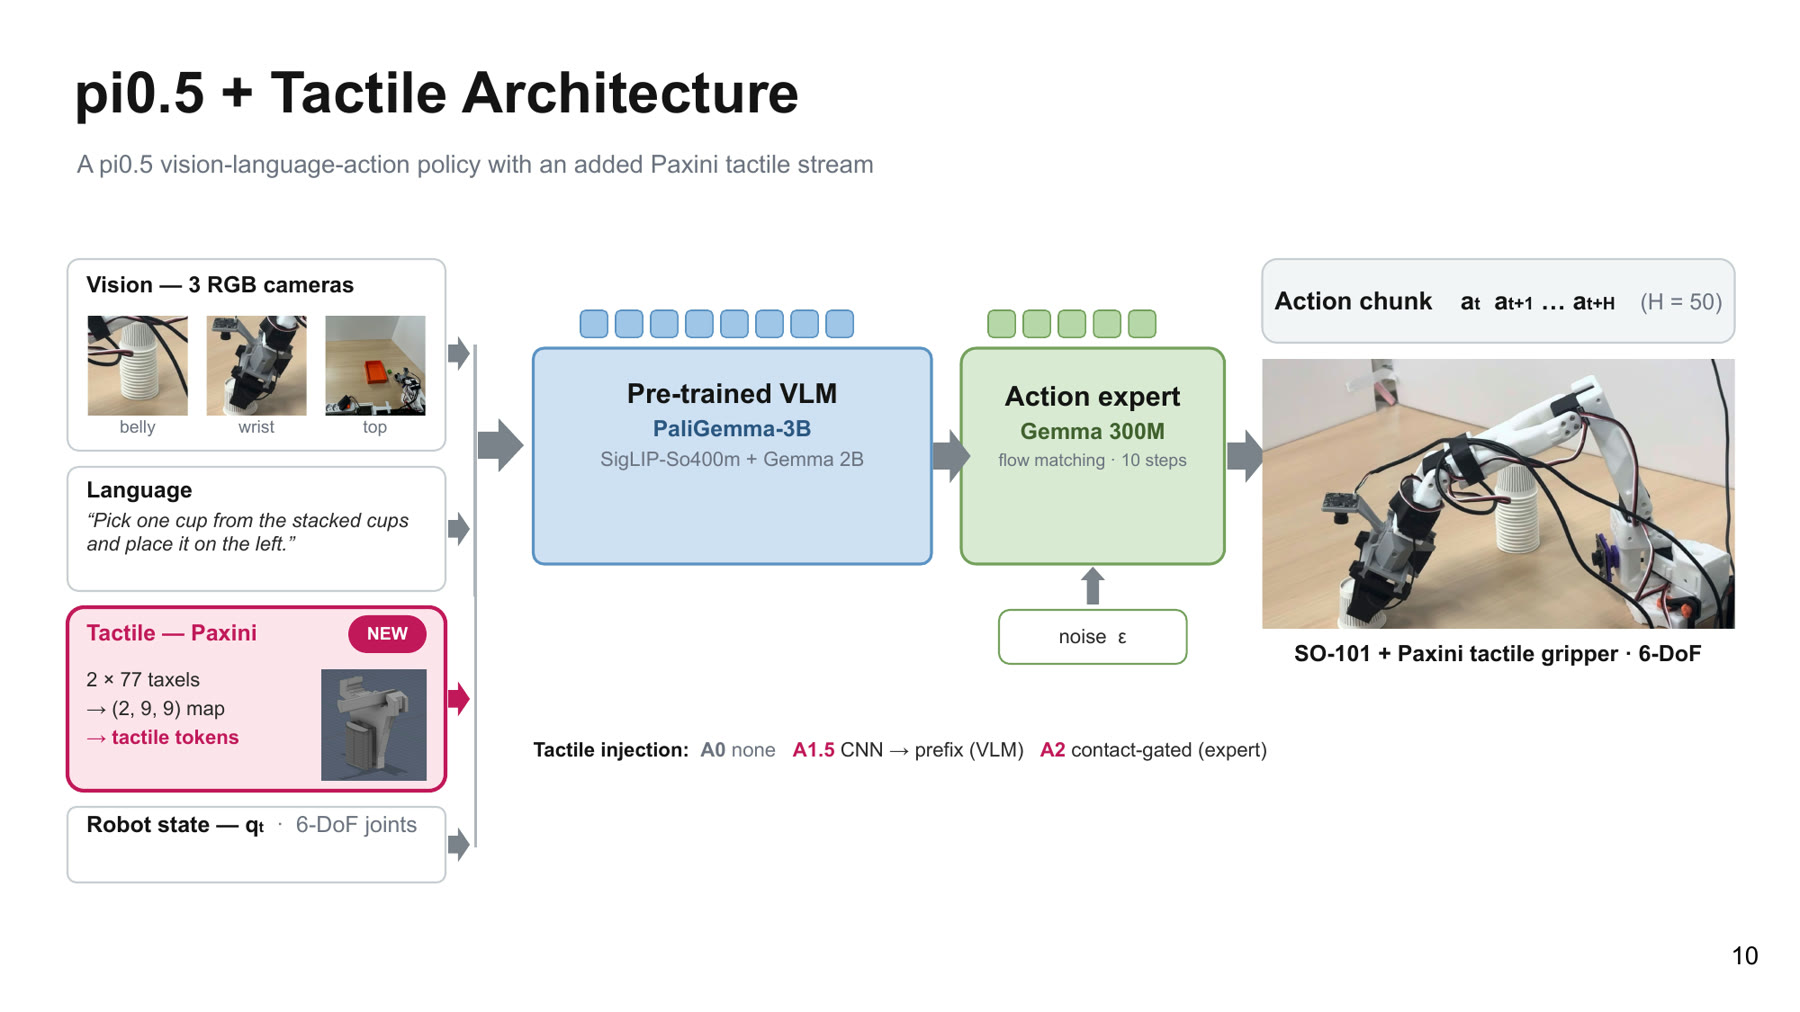 pi0.5 + Tactile Architecture
A pi0.5 vision-language-action policy with an added Paxini tactile stream
Vision — 3 RGB cameras
belly
wrist
top
Language
“Pick one cup from the stacked cups
and place it on the left.”
Tactile — Paxini
NEW
2 × 77 taxels
→ (2, 9, 9) map
→ tactile tokens
Robot state — qt · 6-DoF joints
Pre-trained VLM
PaliGemma-3B
SigLIP-So400m + Gemma 2B
Action expert
Gemma 300M
flow matching · 10 steps
noise ε
Tactile injection: A0 none A1.5 CNN → prefix (VLM) A2 contact-gated (expert)
Action chunk at at+1 … at+H (H = 50)
SO-101 + Paxini tactile gripper · 6-DoF
10